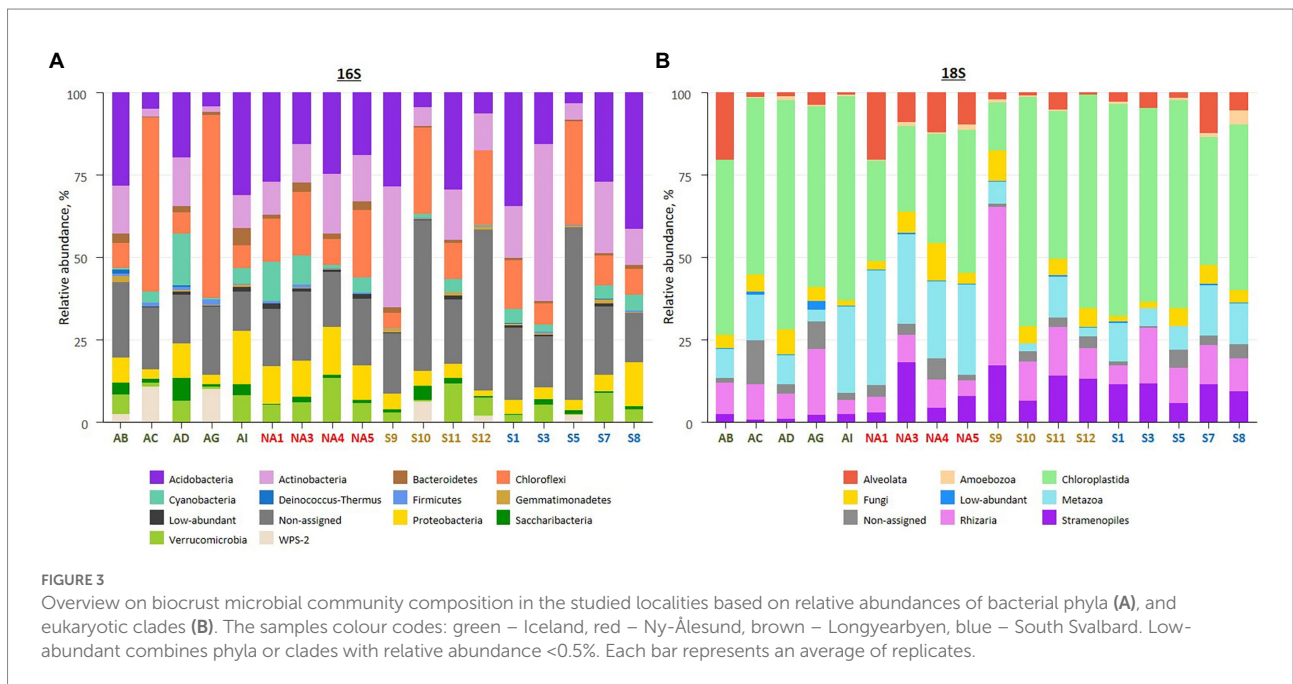 A
16S
Relative abundance, %
100
75
50
25
0
AB AC AD AG AI NA1 NA3 NA4 NA5 S9 S10 S11 S12 S1 S3 S5 S7 S8
Acidobacteria Actinobacteria Bacteroidetes Chloroflexi
Cyanobacteria Deinococcus-Thermus Firmicutes Gemmatimonadetes
Low-abundant Non-assigned Proteobacteria Saccharibacteria
Verrucomicrobia WPS-2
B
18S
Relative abundance, %
100
75
50
25
0
AB AC AD AG AI NA1 NA3 NA4 NA5 S9 S10 S11 S12 S1 S3 S5 S7 S8
Alveolata Amoebozoa Chloroplastida
Fungi Low-abundant Metazoa
Non-assigned Rhizaria Stramenopiles
FIGURE 3
Overview on biocrust microbial community composition in the studied localities based on relative abundances of bacterial phyla (A), and
eukaryotic clades (B). The samples colour codes: green – Iceland, red – Ny-Ålesund, brown – Longyearbyen, blue – South Svalbard. Low-
abundant combines phyla or clades with relative abundance <0.5%. Each bar represents an average of replicates.